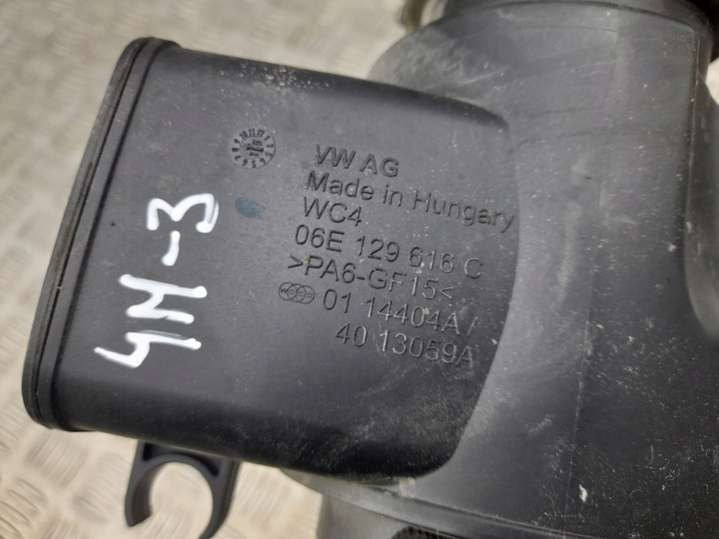 VW AG
Made in Hungary
WC4
06E 129 616 C
>PA6-GF15<
01 14404A /
40 13059A
4H-3